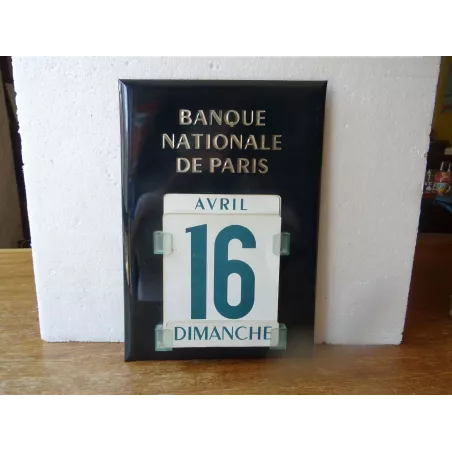 BANQUE
NATIONALE
DE PARIS
AVRIL
16
DIMANCHE